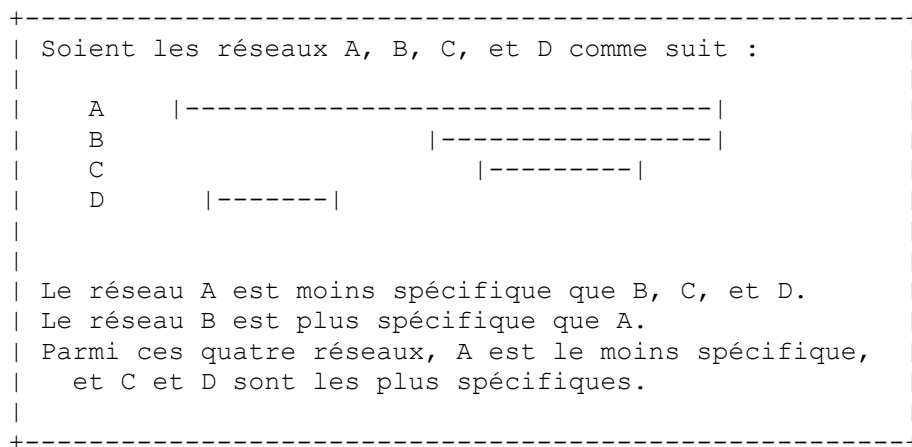 +--------------------------------------------------------+
| Soient les réseaux A, B, C, et D comme suit :
|
|    A    |---------------------------------|
|    B                    |-----------------|
|    C                       |---------|
|    D      |-------|
|
|
| Le réseau A est moins spécifique que B, C, et D.
| Le réseau B est plus spécifique que A.
| Parmi ces quatre réseaux, A est le moins spécifique,
|   et C et D sont les plus spécifiques.
|
+--------------------------------------------------------+